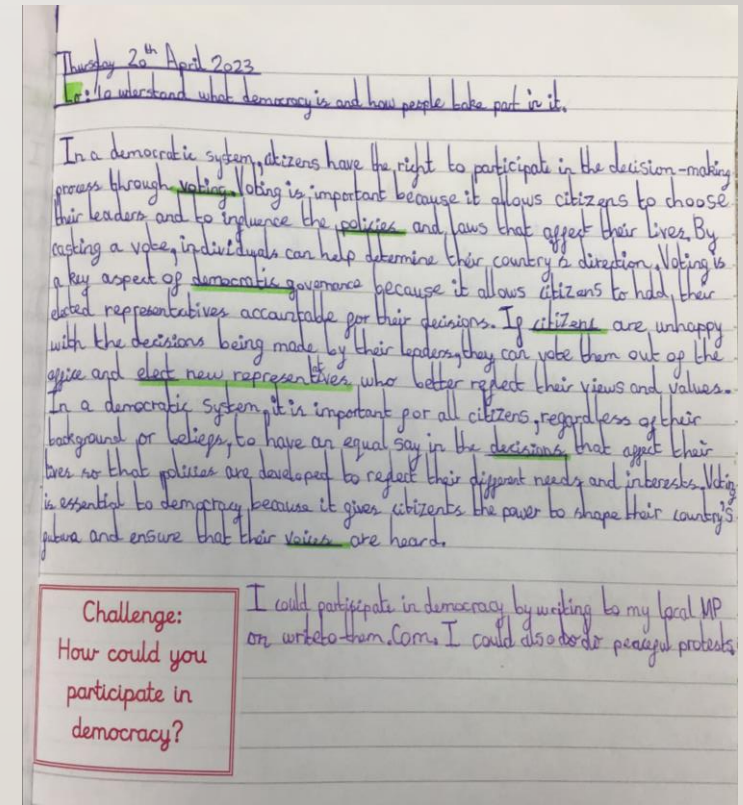 Thursday 20th April 2023
Lo: To understand what democracy is and how people take part in it.
In a democratic system, citizens have the right to participate in the decision-making
process through voting. Voting is important because it allows citizens to choose
their leaders and to influence the policies and laws that affect their lives. By
casting a vote, individuals can help determine their country's direction. Voting is
a key aspect of democratic governance because it allows citizens to hold their
elected representatives accountable for their decisions. If citizens are unhappy
with the decisions being made by their leaders, they can vote them out of the
office and elect new representatives who better reflect their views and values.
In a democratic system, it is important for all citizens, regardless of their
background or beliefs, to have an equal say in the decisions that affect their
lives so that policies are developed to reflect their different needs and interests. Voting
is essential to democracy because it gives citizents the power to shape their country's
future and ensure that their voices are heard.
Challenge:
How could you
participate in
democracy?
I could participate in democracy by writing to my local MP
on writetothem.Com. I could also do peaceful protests